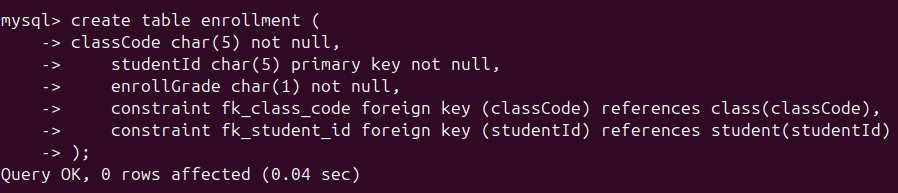 mysql> create table enrollment (
    -> classCode char(5) not null,
    ->     studentId char(5) primary key not null,
    ->     enrollGrade char(1) not null,
    ->     constraint fk_class_code foreign key (classCode) references class(classCode),
    ->     constraint fk_student_id foreign key (studentId) references student(studentId)
    -> );
Query OK, 0 rows affected (0.04 sec)